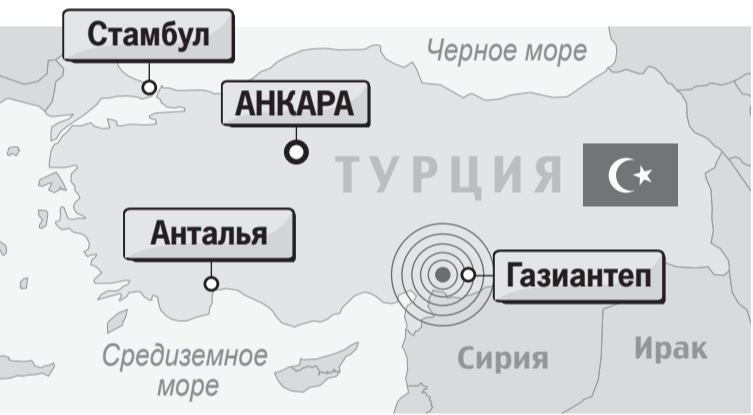 Стамбул
Черное море
АНКАРА
ТУРЦИЯ
Анталья
Газиантеп
Средиземное
море
Сирия
Ирак